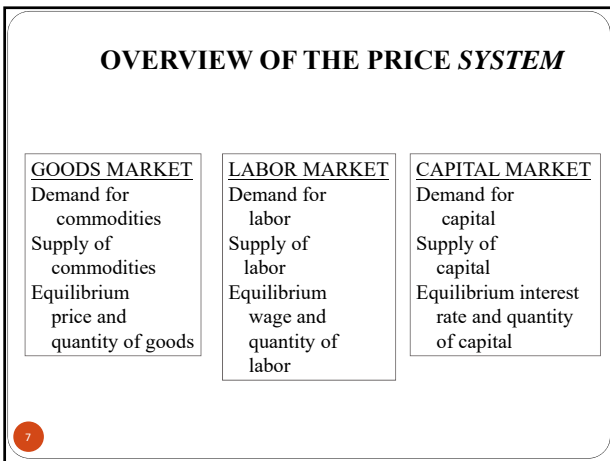 OVERVIEW OF THE PRICE SYSTEM
GOODS MARKET
Demand for
commodities
Supply of
commodities
Equilibrium
price and
quantity of goods
LABOR MARKET
Demand for
labor
Supply of
labor
Equilibrium
wage and
quantity of
labor
CAPITAL MARKET
Demand for
capital
Supply of
capital
Equilibrium interest
rate and quantity
of capital
7